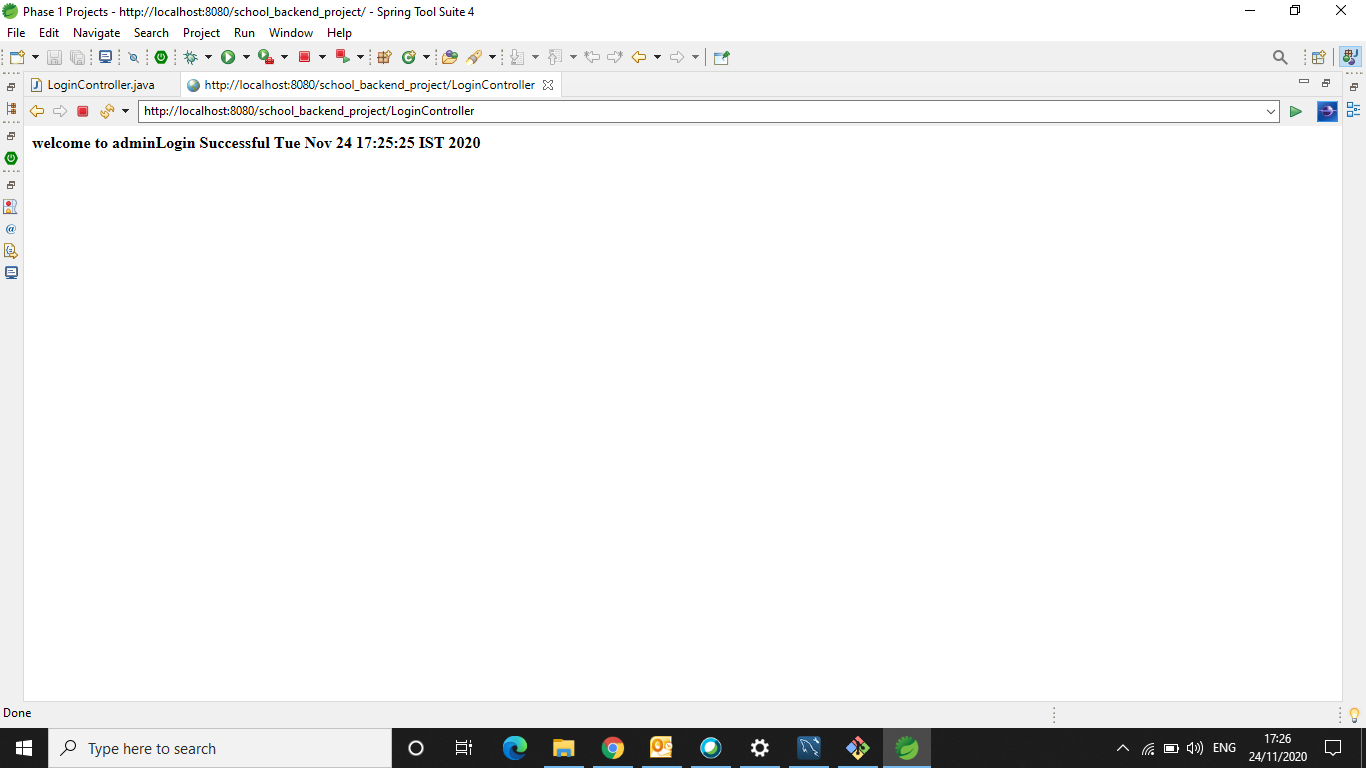 Phase 1 Projects - http://localhost:8080/school_backend_project/ - Spring Tool Suite 4
File Edit Navigate Search Project Run Window Help
LoginController.java http://localhost:8080/school_backend_project/LoginController
http://localhost:8080/school_backend_project/LoginController
welcome to adminLogin Successful Tue Nov 24 17:25:25 IST 2020
Done
Type here to search
ENG
17:26
24/11/2020